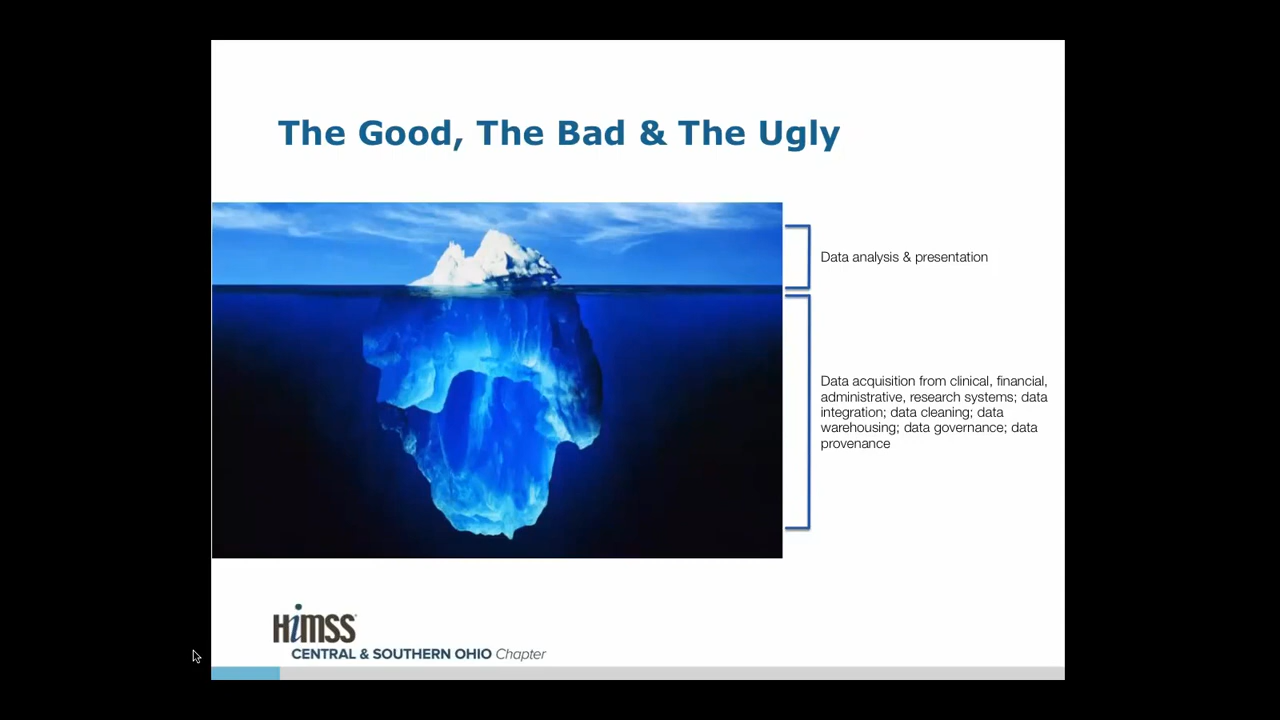 The Good, The Bad & The Ugly
Data analysis & presentation
Data acquisition from clinical, financial,
administrative, research systems; data
integration; data cleaning; data
warehousing; data governance; data
provenance
HiMSS
CENTRAL & SOUTHERN OHIO Chapter